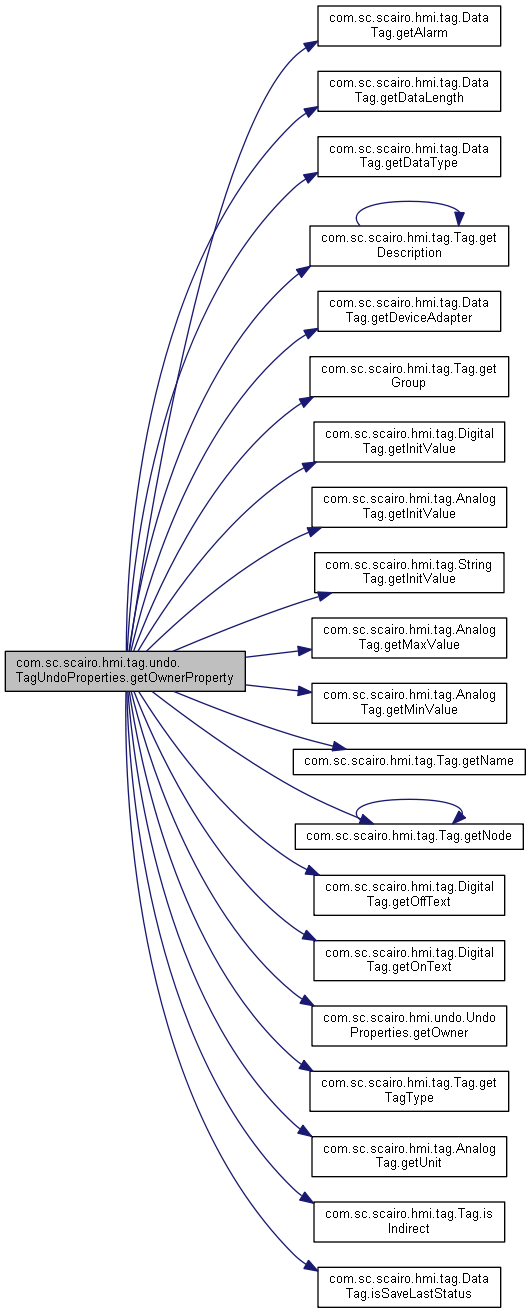 com.sc.scairo.hmi.tag.Data
Tag.getAlarm
com.sc.scairo.hmi.tag.Data
Tag.getDataLength
com.sc.scairo.hmi.tag.Data
Tag.getDataType
com.sc.scairo.hmi.tag.Tag.get
Description
com.sc.scairo.hmi.tag.Data
Tag.getDeviceAdapter
com.sc.scairo.hmi.tag.Tag.get
Group
com.sc.scairo.hmi.tag.Digital
Tag.getInitValue
com.sc.scairo.hmi.tag.Analog
Tag.getInitValue
com.sc.scairo.hmi.tag.String
Tag.getInitValue
com.sc.scairo.hmi.tag.undo.
TagUndoProperties.getOwnerProperty
com.sc.scairo.hmi.tag.Analog
Tag.getMaxValue
com.sc.scairo.hmi.tag.Analog
Tag.getMinValue
com.sc.scairo.hmi.tag.Tag.getName
com.sc.scairo.hmi.tag.Tag.getNode
com.sc.scairo.hmi.tag.Digital
Tag.getOffText
com.sc.scairo.hmi.tag.Digital
Tag.getOnText
com.sc.scairo.hmi.undo.Undo
Properties.getOwner
com.sc.scairo.hmi.tag.Tag.get
TagType
com.sc.scairo.hmi.tag.Analog
Tag.getUnit
com.sc.scairo.hmi.tag.Tag.is
Indirect
com.sc.scairo.hmi.tag.Data
Tag.isSaveLastStatus